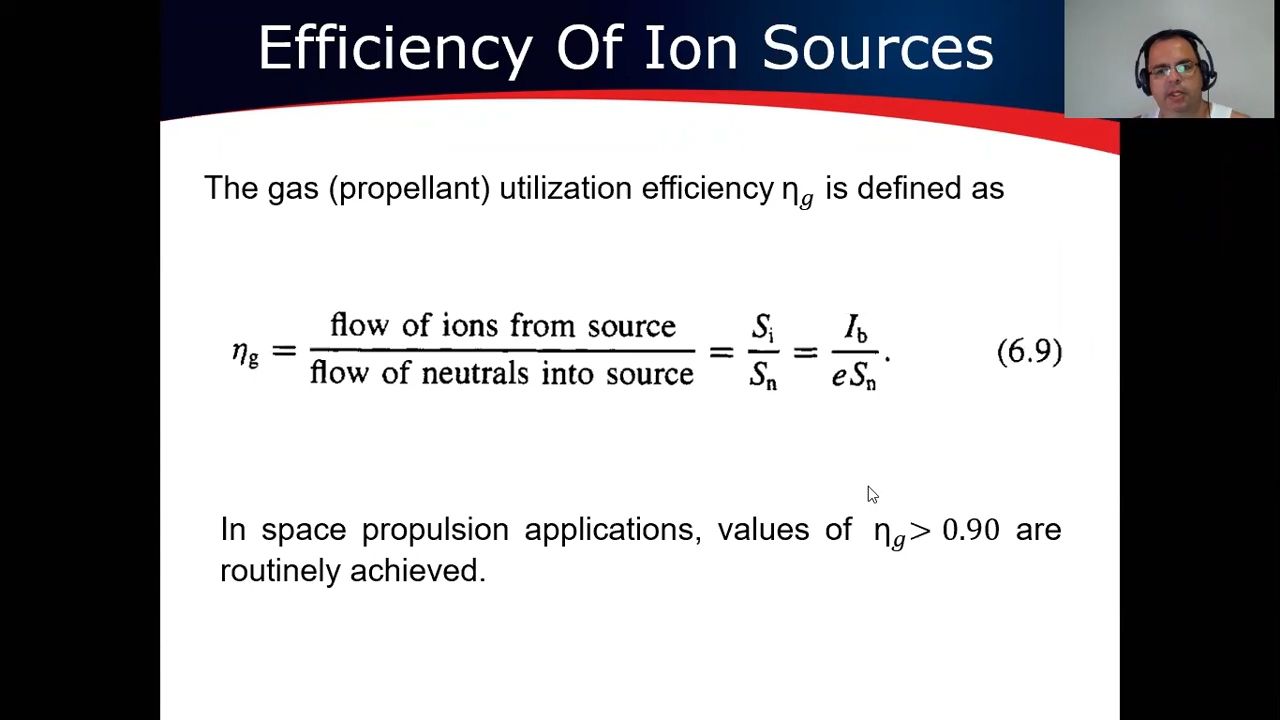 Efficiency Of Ion Sources
The gas (propellant) utilization efficiency η_g is defined as
η_g = flow of ions from source / flow of neutrals into source = S_i / S_n = I_b / eS_n. (6.9)
In space propulsion applications, values of η_g > 0.90 are
routinely achieved.